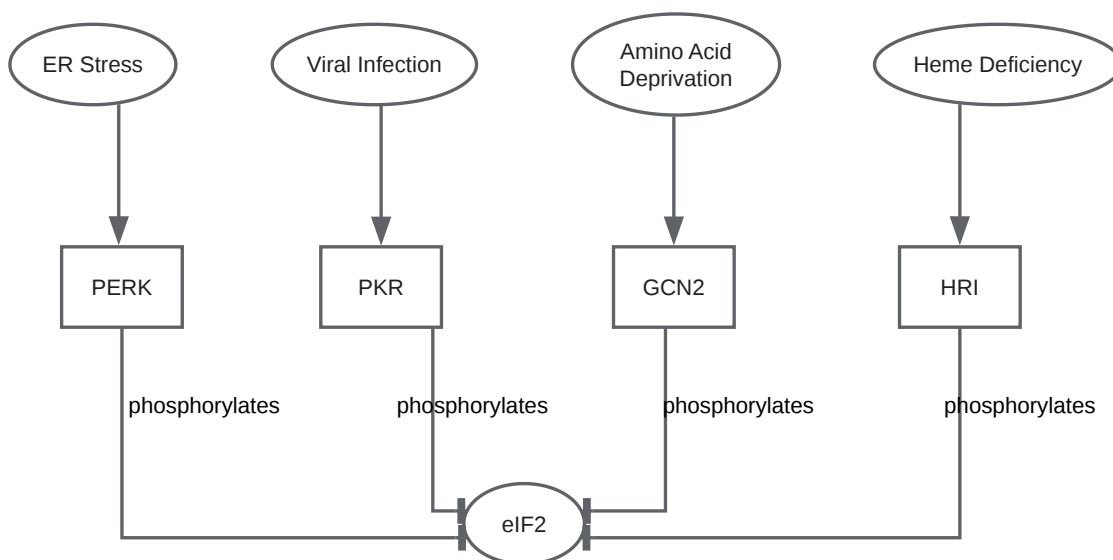 ER Stress
Viral Infection
Amino Acid
Deprivation
Heme Deficiency
PERK
PKR
GCN2
HRI
phosphorylates
phosphorylates
phosphorylates
phosphorylates
eIF2